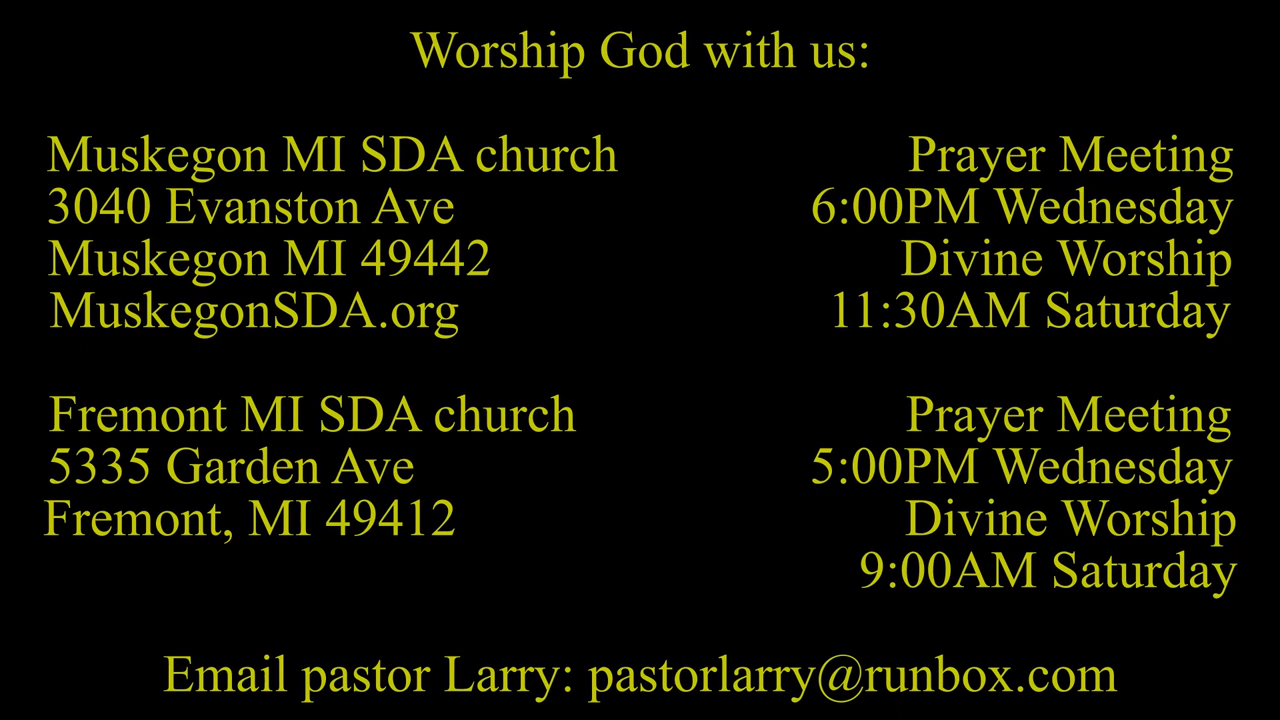 Worship God with us:
Muskegon MI SDA church
3040 Evanston Ave
Muskegon MI 49442
MuskegonSDA.org
Prayer Meeting
6:00PM Wednesday
Divine Worship
11:30AM Saturday
Fremont MI SDA church
5335 Garden Ave
Fremont, MI 49412
Prayer Meeting
5:00PM Wednesday
Divine Worship
9:00AM Saturday
Email pastor Larry: pastorlarry@runbox.com